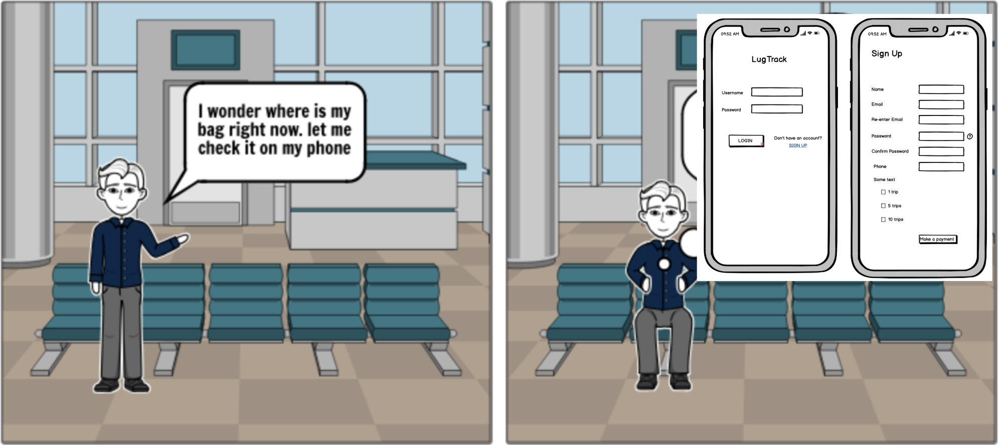 I wonder where is my
bag right now. let me
check it on my phone
09:52 AM
LugTrack
Username
Password
LOGIN
Don't have an account?
SIGN UP
09:52 AM
Sign Up
Name
Email
Re-enter Email
Password
?
Confirm Password
Phone
Some text
1 trip
5 trips
10 trips
Make a payment